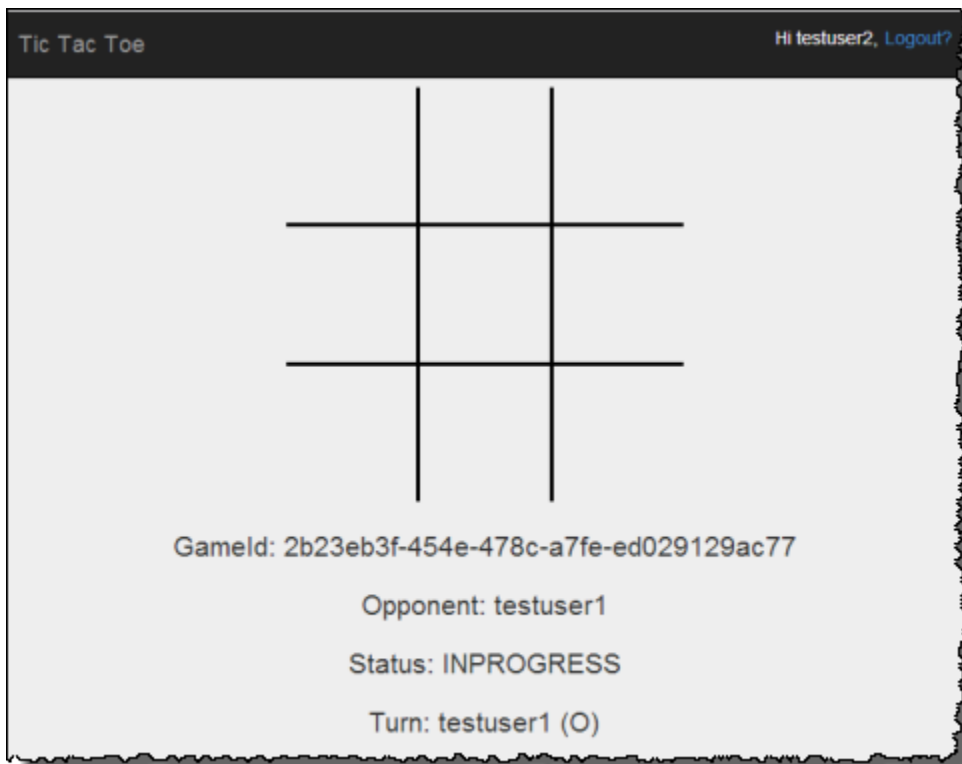 Tic Tac Toe
Hi testuser2, Logout?
GameId: 2b23eb3f-454e-478c-a7fe-ed029129ac77
Opponent: testuser1
Status: INPROGRESS
Turn: testuser1 (O)